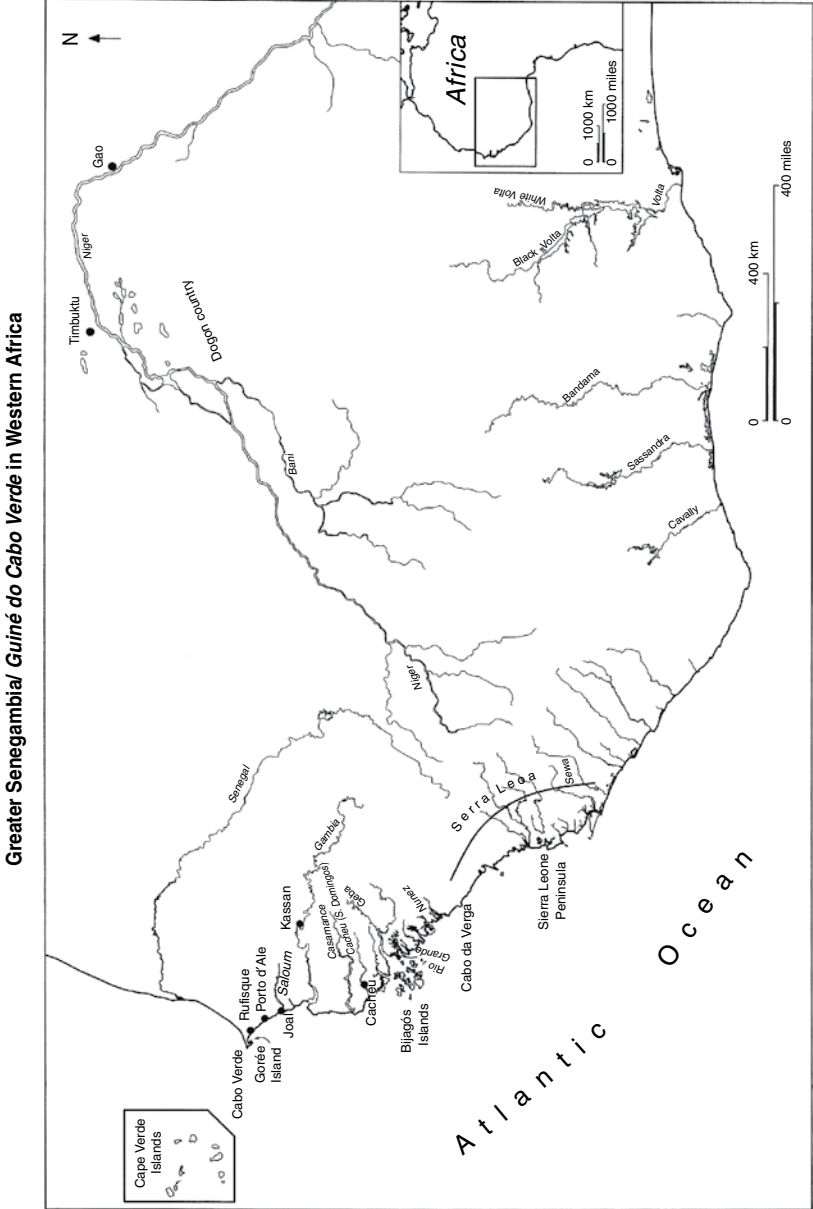 Greater Senegambia/ Guiné do Cabo Verde in Western Africa
N
Cape Verde
Islands
Cabo Verde
Gorée
Island
Rufisque
Porto d'Ale
Joal
Saloum
Kassan
Senegal
Gambia
Casamance
Cacheu (S. Domingos)
Geba
Cacheu
Bijagós
Islands
Rio
Grande
Nunez
Cabo da Verga
Serra Leoa
Sewa
Sierra Leone
Peninsula
Niger
Bani
Timbuktu
Niger
Gao
Dogon country
Cavally
Sassandra
Bandama
Black Volta
White Volta
Volta
Atlantic
Ocean
Africa
0 1000 km
0 1000 miles
0 400 km
0 400 miles